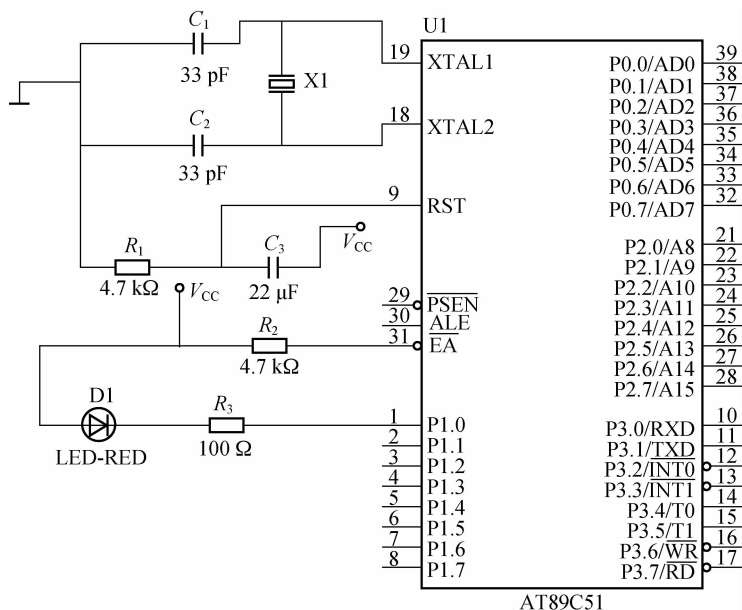 U1
C1
33 pF
X1
C2
33 pF
R1
4.7 kΩ
C3
22 μF
VCC
VCC
R2
4.7 kΩ
D1
LED-RED
R3
100 Ω
19 XTAL1
18 XTAL2
9 RST
29 PSEN
30 ALE
31 EA
1 P1.0
2 P1.1
3 P1.2
4 P1.3
5 P1.4
6 P1.5
7 P1.6
8 P1.7
P0.0/AD0 39
P0.1/AD1 38
P0.2/AD2 37
P0.3/AD3 36
P0.4/AD4 35
P0.5/AD5 34
P0.6/AD6 33
P0.7/AD7 32
P2.0/A8 21
P2.1/A9 22
P2.2/A10 23
P2.3/A11 24
P2.4/A12 25
P2.5/A13 26
P2.6/A14 27
P2.7/A15 28
P3.0/RXD 10
P3.1/TXD 11
P3.2/INT0 12
P3.3/INT1 13
P3.4/T0 14
P3.5/T1 15
P3.6/WR 16
P3.7/RD 17
AT89C51